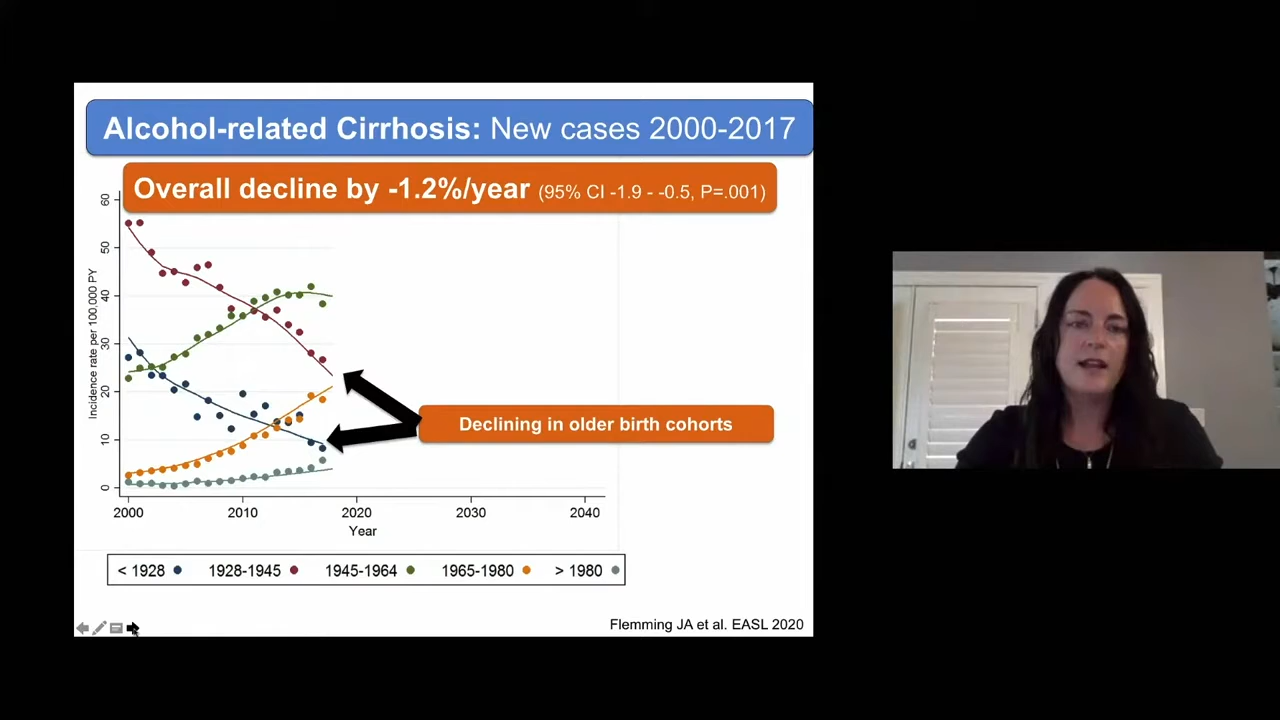 Alcohol-related Cirrhosis: New cases 2000-2017
Overall decline by -1.2%/year (95% CI -1.9 - -0.5, P=.001)
Incidence rate per 100,000 PY
60
50
40
30
20
10
0
Declining in older birth cohorts
2000 2010 2020 2030 2040
Year
< 1928 1928-1945 1945-1964 1965-1980 > 1980
Flemming JA et al. EASL 2020